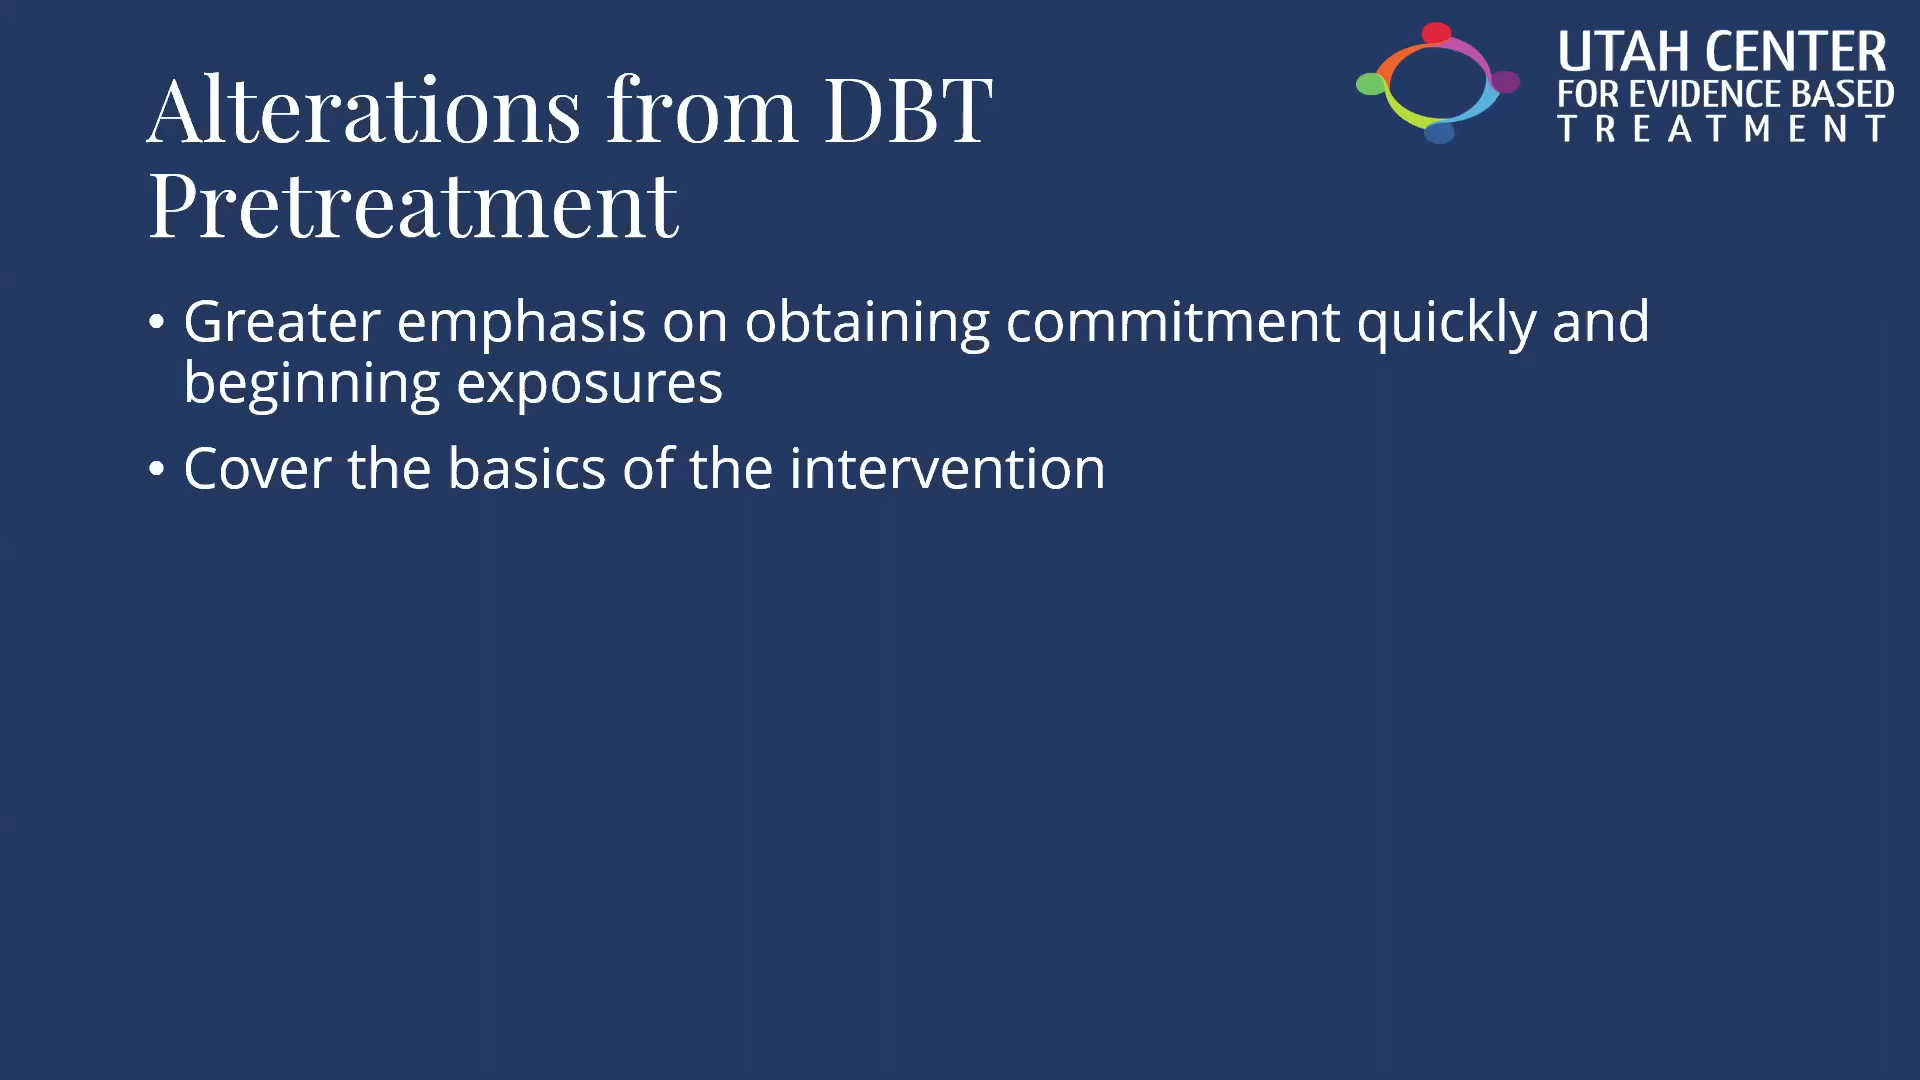 Alterations from DBT
Pretreatment
UTAH CENTER
FOR EVIDENCE BASED
TREATMENT
• Greater emphasis on obtaining commitment quickly and
beginning exposures
• Cover the basics of the intervention